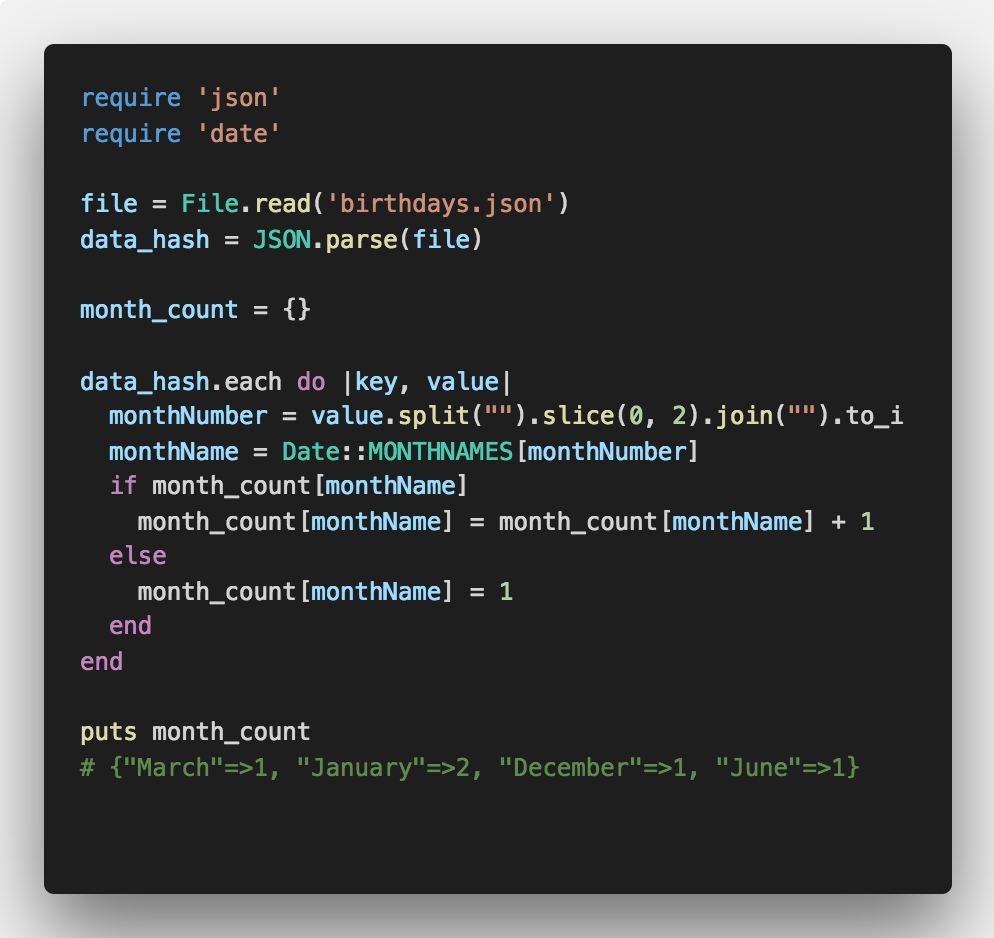 require 'json'
require 'date'
file = File.read('birthdays.json')
data_hash = JSON.parse(file)
month_count = {}
data_hash.each do |key, value|
monthNumber = value.split("").slice(0, 2).join("").to_i
monthName = Date::MONTHNAMES[monthNumber]
if month_count[monthName]
month_count[monthName] = month_count[monthName] + 1
else
month_count[monthName] = 1
end
end
puts month_count
# {"March"=>1, "January"=>2, "December"=>1, "June"=>1}